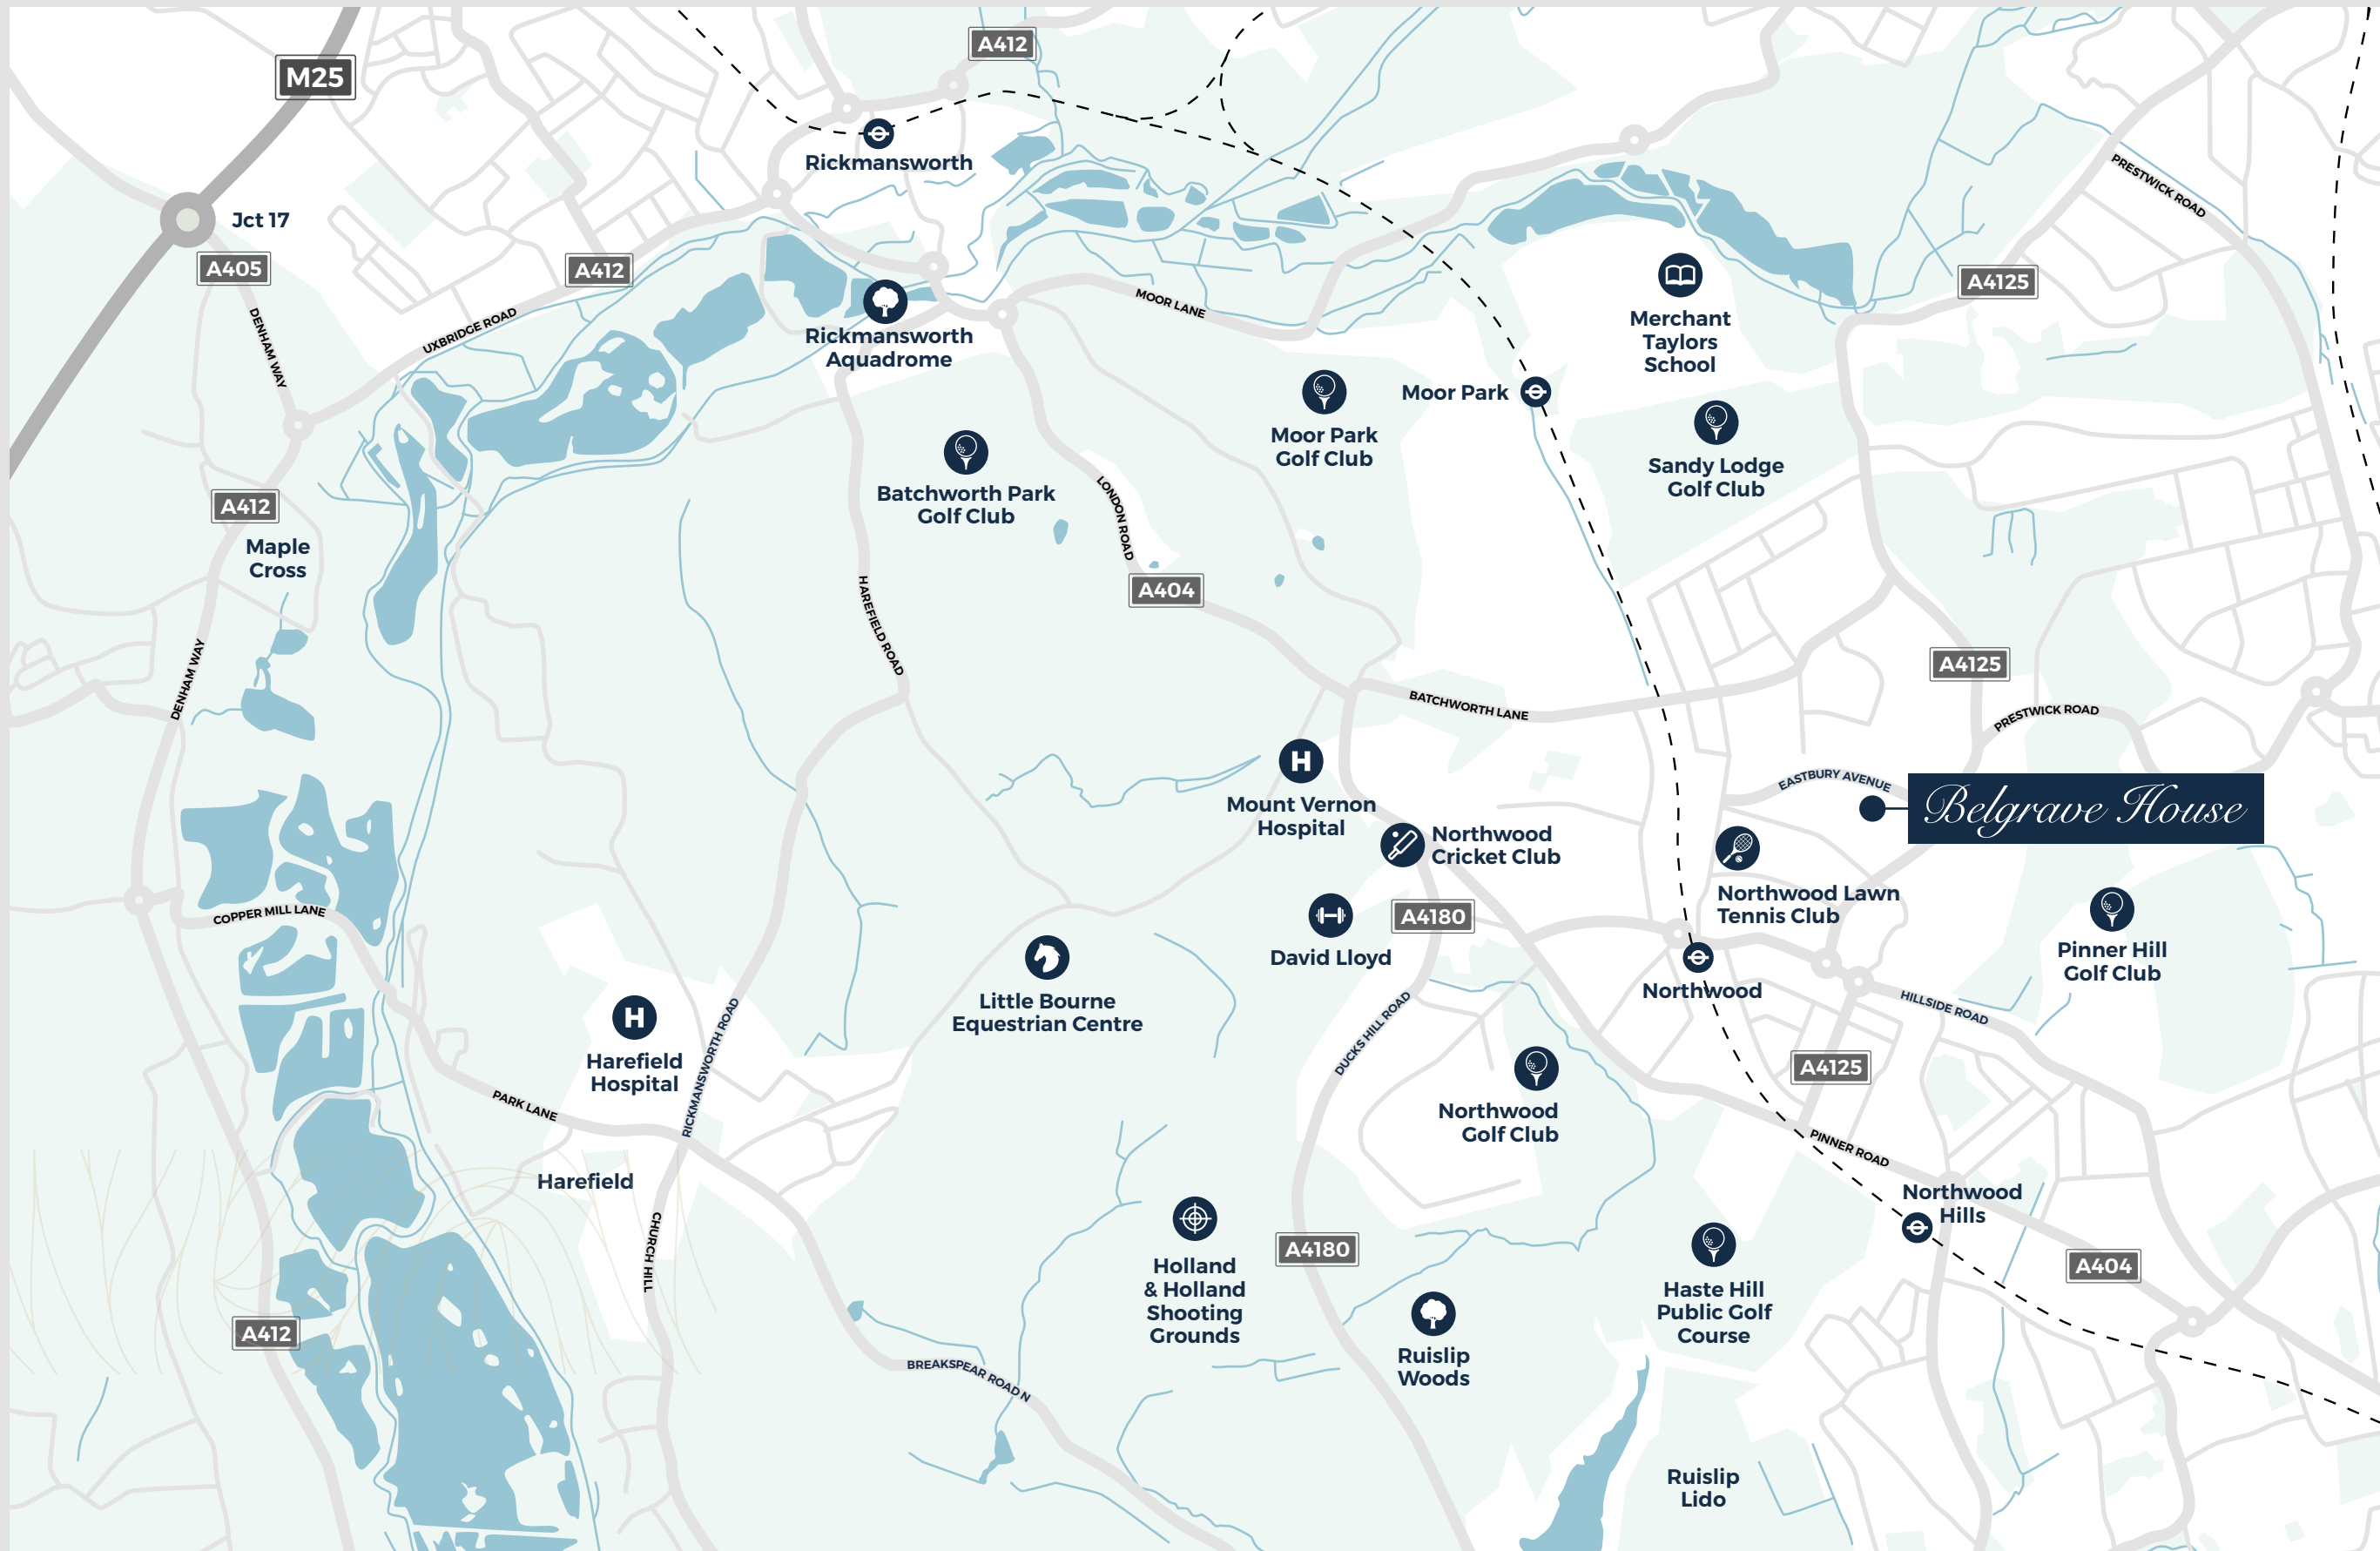 A412
M25
Rickmansworth
PRESTWICK ROAD
Jct 17
A405
A412
A4125
DENHAM WAY
UXBRIDGE ROAD
MOOR LANE
Rickmansworth
Aquadrome
Merchant
Taylors
School
Moor Park
Moor Park
Golf Club
Sandy Lodge
Golf Club
Batchworth Park
Golf Club
LONDON ROAD
A412
Maple
Cross
A404
HAREFIELD ROAD
DENHAM WAY
A4125
BATCHWORTH LANE
PRESTWICK ROAD
EASTBURY AVENUE
Belgrave House
Mount Vernon
Hospital
Northwood
Cricket Club
Northwood Lawn
Tennis Club
COPPER MILL LANE
A4180
David Lloyd
Pinner Hill
Golf Club
Northwood
HILLSIDE ROAD
Little Bourne
Equestrian Centre
Harefield
Hospital
RICKMANSWORTH ROAD
DUCKS HILL ROAD
A4125
PARK LANE
Northwood
Golf Club
PINNER ROAD
Harefield
Northwood
Hills
CHURCH HILL
Holland
& Holland
Shooting
Grounds
A4180
A404
Haste Hill
Public Golf
Course
A412
Ruislip
Woods
BREAKSPEAR ROAD N
Ruislip
Lido